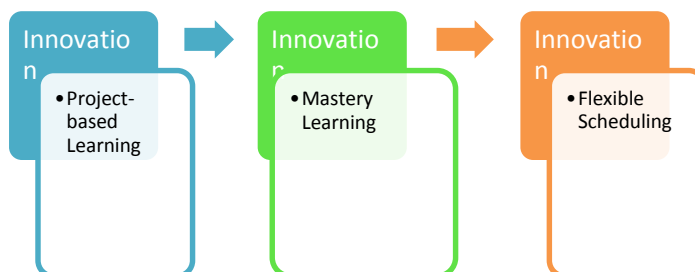 Innovatio
n
• Project-
based
Learning
Innovatio
n
• Mastery
Learning
Innovatio
n
• Flexible
Scheduling